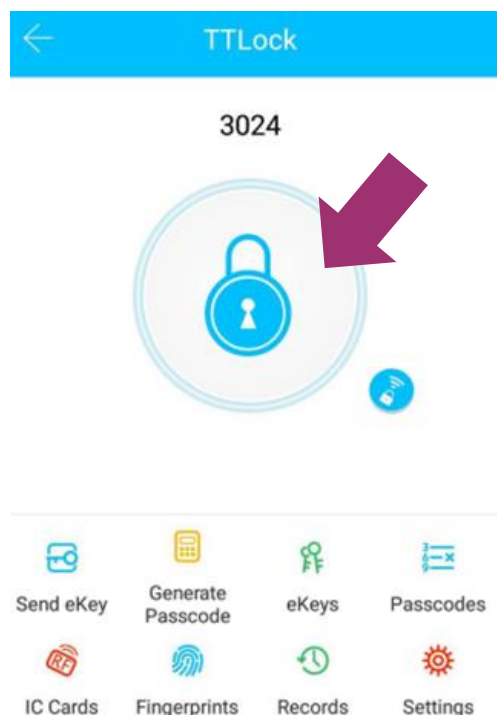 TTLock
3024
Send eKey
Generate
Passcode
eKeys
Passcodes
IC Cards
Fingerprints
Records
Settings